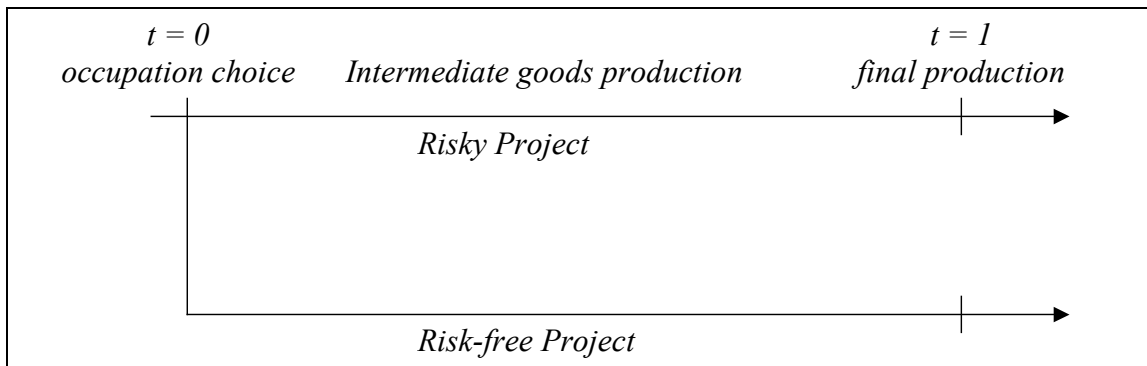 t = 0 t = 1
occupation choice Intermediate goods production final production
Risky Project
Risk-free Project